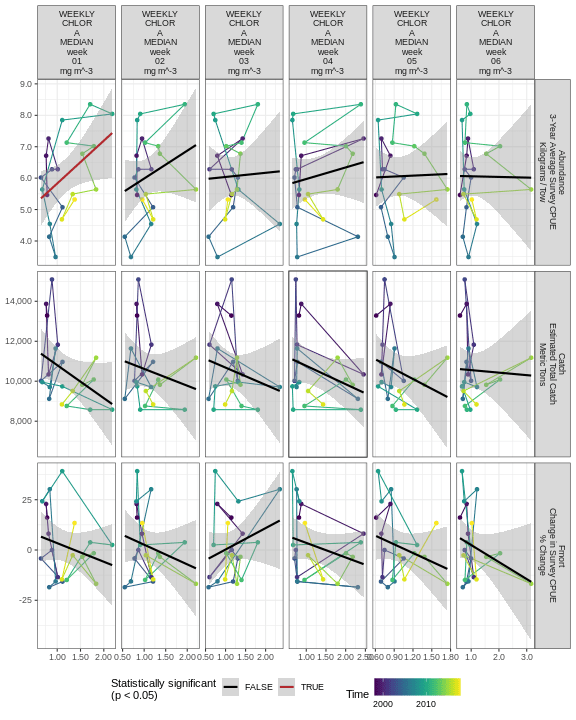 WEEKLY WEEKLY WEEKLY WEEKLY WEEKLY WEEKLY
CHLOR CHLOR CHLOR CHLOR CHLOR CHLOR
A A A A A A
MEDIAN MEDIAN MEDIAN MEDIAN MEDIAN MEDIAN
week week week week week week
01 02 03 04 05 06
mg m^-3 mg m^-3 mg m^-3 mg m^-3 mg m^-3 mg m^-3
9.0
8.0
7.0
6.0
5.0
4.0
Abundance
3-Year Average Survey CPUE
Kilograms / Tow
14,000
12,000
10,000
8,000
Catch
Estimated Total Catch
Metric Tons
25
0
-25
Fmort
Change in Survey CPUE
% Change
1.00 1.50 2.00
0.50 1.00 1.50 2.00
0.50 1.00 1.50 2.00
1.00 1.50 2.00 2.50
0.60 0.90 1.20 1.50 1.80
1.0 2.0 3.0
Statistically significant
(p < 0.05)
FALSE
TRUE
Time
2000 2010